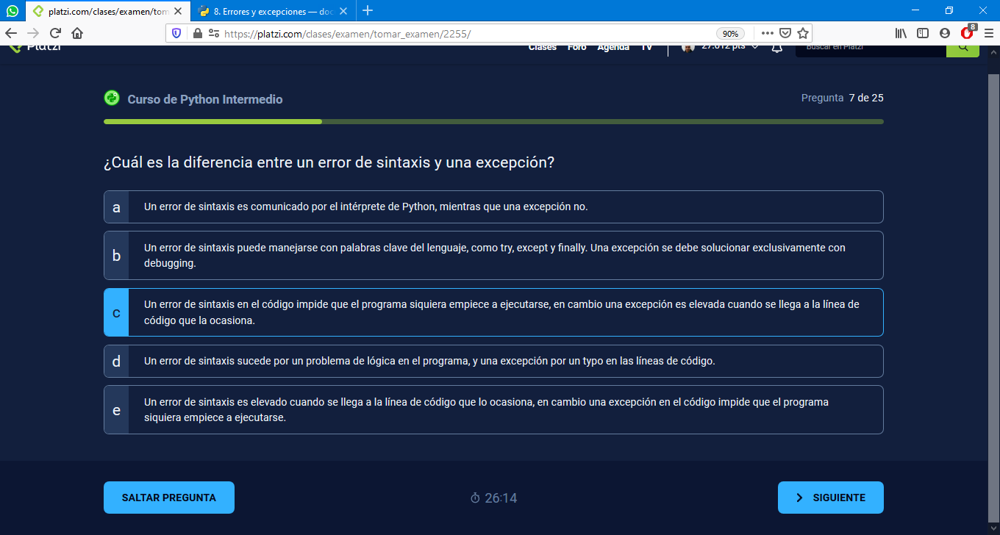 platzi.com/clases/examen/tom
8. Errores y excepciones — doc
https://platzi.com/clases/examen/tomar_examen/2255/
90%
8
Platzi
Clases
Foro
Agenda
TV
27.612 pts
Buscar en Platzi
Curso de Python Intermedio
Pregunta 7 de 25
¿Cuál es la diferencia entre un error de sintaxis y una excepción?
a
Un error de sintaxis es comunicado por el intérprete de Python, mientras que una excepción no.
b
Un error de sintaxis puede manejarse con palabras clave del lenguaje, como try, except y finally. Una excepción se debe solucionar exclusivamente con
debugging.
c
Un error de sintaxis en el código impide que el programa siquiera empiece a ejecutarse, en cambio una excepción es elevada cuando se llega a la línea de
código que la ocasiona.
d
Un error de sintaxis sucede por un problema de lógica en el programa, y una excepción por un typo en las líneas de código.
e
Un error de sintaxis es elevado cuando se llega a la línea de código que lo ocasiona, en cambio una excepción en el código impide que el programa
siquiera empiece a ejecutarse.
SALTAR PREGUNTA
26:14
SIGUIENTE